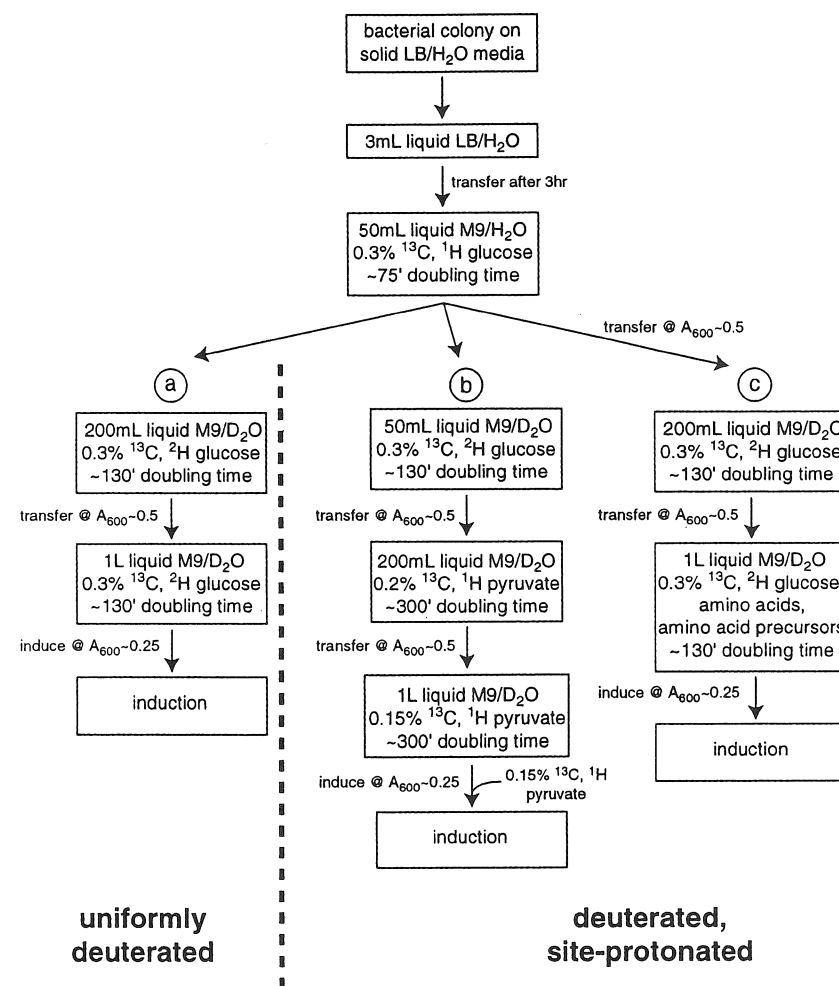 bacterial colony on
solid LB/H₂O media
3mL liquid LB/H₂O
transfer after 3hr
50mL liquid M9/H₂O
0.3% ¹³C, ¹H glucose
~75' doubling time
transfer @ A₆₀₀~0.5
a
200mL liquid M9/D₂O
0.3% ¹³C, ²H glucose
~130' doubling time
transfer @ A₆₀₀~0.5
1L liquid M9/D₂O
0.3% ¹³C, ²H glucose
~130' doubling time
induce @ A₆₀₀~0.25
induction
uniformly
deuterated
b
50mL liquid M9/D₂O
0.3% ¹³C, ²H glucose
~130' doubling time
transfer @ A₆₀₀~0.5
200mL liquid M9/D₂O
0.2% ¹³C, ¹H pyruvate
~300' doubling time
transfer @ A₆₀₀~0.5
1L liquid M9/D₂O
0.15% ¹³C, ¹H pyruvate
~300' doubling time
induce @ A₆₀₀~0.25
0.15% ¹³C, ¹H
pyruvate
induction
c
200mL liquid M9/D₂O
0.3% ¹³C, ²H glucose
~130' doubling time
transfer @ A₆₀₀~0.5
1L liquid M9/D₂O
0.3% ¹³C, ²H glucose
amino acids,
amino acid precursors
~130' doubling time
induce @ A₆₀₀~0.25
induction
deuterated,
site-protonated